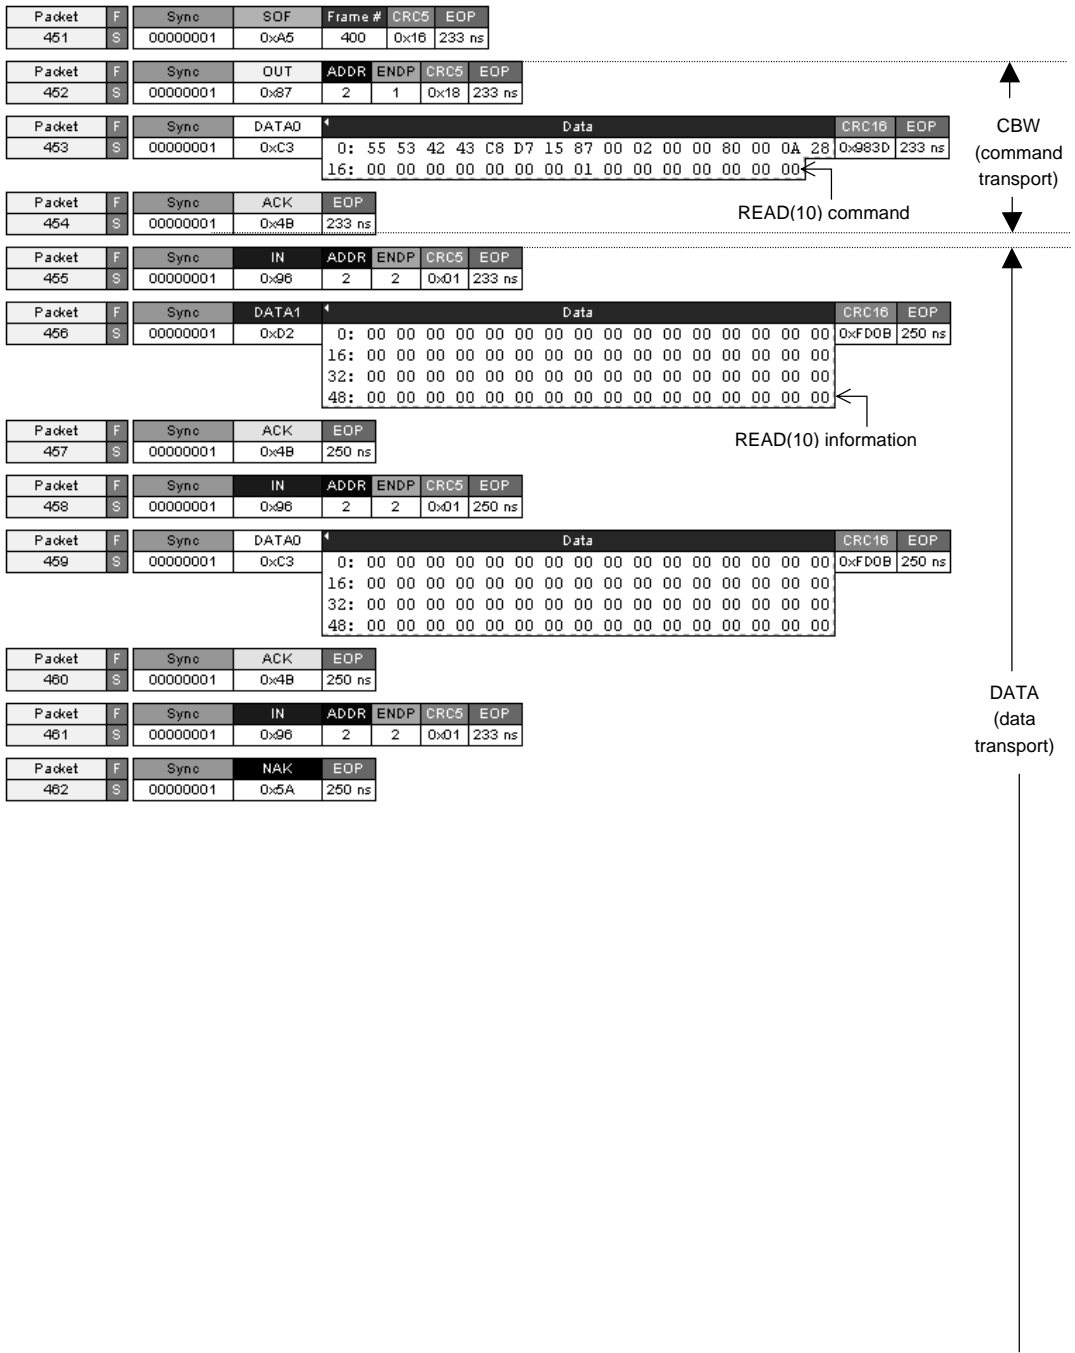 Packet F Sync SOF Frame # CRC5 EOP
451 S 00000001 0xA5 400 0x16 233 ns
Packet F Sync OUT ADDR ENDP CRC5 EOP
452 S 00000001 0x87 2 1 0x18 233 ns
Packet F Sync DATA0 Data CRC16 EOP
453 S 00000001 0xC3 0: 55 53 42 43 C8 D7 15 87 00 02 00 00 80 00 0A 28 0x983D 233 ns
16: 00 00 00 00 00 00 00 01 00 00 00 00 00 00 00
CBW
(command
transport)
READ(10) command
Packet F Sync ACK EOP
454 S 00000001 0x4B 233 ns
Packet F Sync IN ADDR ENDP CRC5 EOP
455 S 00000001 0x96 2 2 0x01 233 ns
Packet F Sync DATA1 Data CRC16 EOP
456 S 00000001 0xD2 0: 00 00 00 00 00 00 00 00 00 00 00 00 00 00 00 00 0xFD0B 250 ns
16: 00 00 00 00 00 00 00 00 00 00 00 00 00 00 00 00
32: 00 00 00 00 00 00 00 00 00 00 00 00 00 00 00 00
48: 00 00 00 00 00 00 00 00 00 00 00 00 00 00 00 00
READ(10) information
Packet F Sync ACK EOP
457 S 00000001 0x4B 250 ns
Packet F Sync IN ADDR ENDP CRC5 EOP
458 S 00000001 0x96 2 2 0x01 250 ns
Packet F Sync DATA0 Data CRC16 EOP
459 S 00000001 0xC3 0: 00 00 00 00 00 00 00 00 00 00 00 00 00 00 00 00 0xFD0B 250 ns
16: 00 00 00 00 00 00 00 00 00 00 00 00 00 00 00 00
32: 00 00 00 00 00 00 00 00 00 00 00 00 00 00 00 00
48: 00 00 00 00 00 00 00 00 00 00 00 00 00 00 00 00
Packet F Sync ACK EOP
460 S 00000001 0x4B 250 ns
DATA
(data
transport)
Packet F Sync IN ADDR ENDP CRC5 EOP
461 S 00000001 0x96 2 2 0x01 233 ns
Packet F Sync NAK EOP
462 S 00000001 0x5A 250 ns